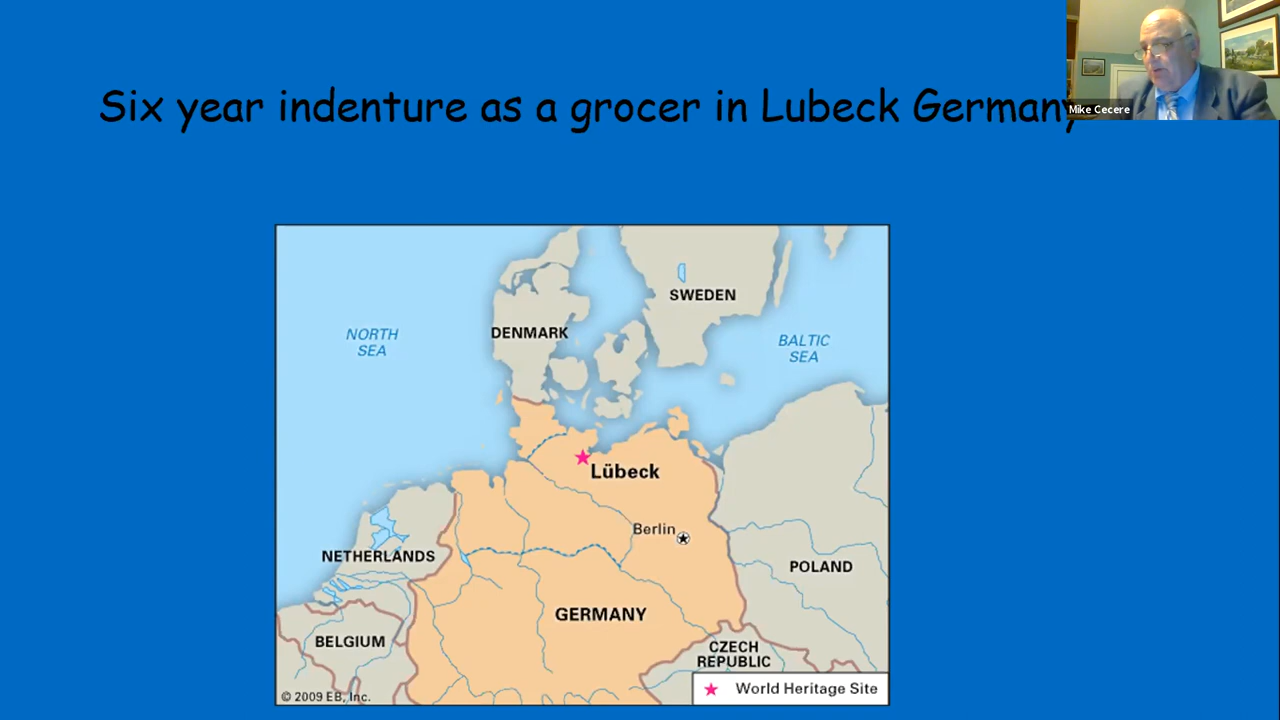 Six year indenture as a grocer in Lubeck Germany
Mike Cecere
SWEDEN
NORTH
SEA
DENMARK
BALTIC
SEA
Lübeck
Berlin
NETHERLANDS
POLAND
GERMANY
BELGIUM
CZECH
REPUBLIC
World Heritage Site
© 2009 EB, Inc.